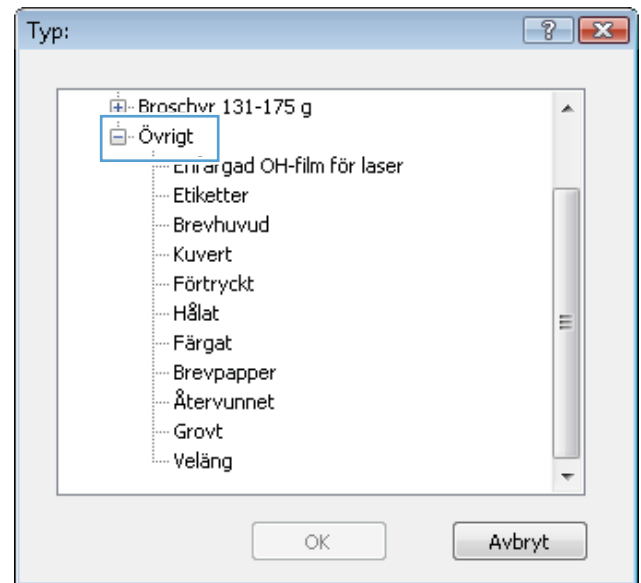 Typ:
Broschyr 131-175 g
Övrigt
Enfärgad OH-film för laser
Etiketter
Brevhuvud
Kuvert
Förtryckt
Hålat
Färgat
Brevpapper
Återvunnet
Grovt
Veläng
OK
Avbryt